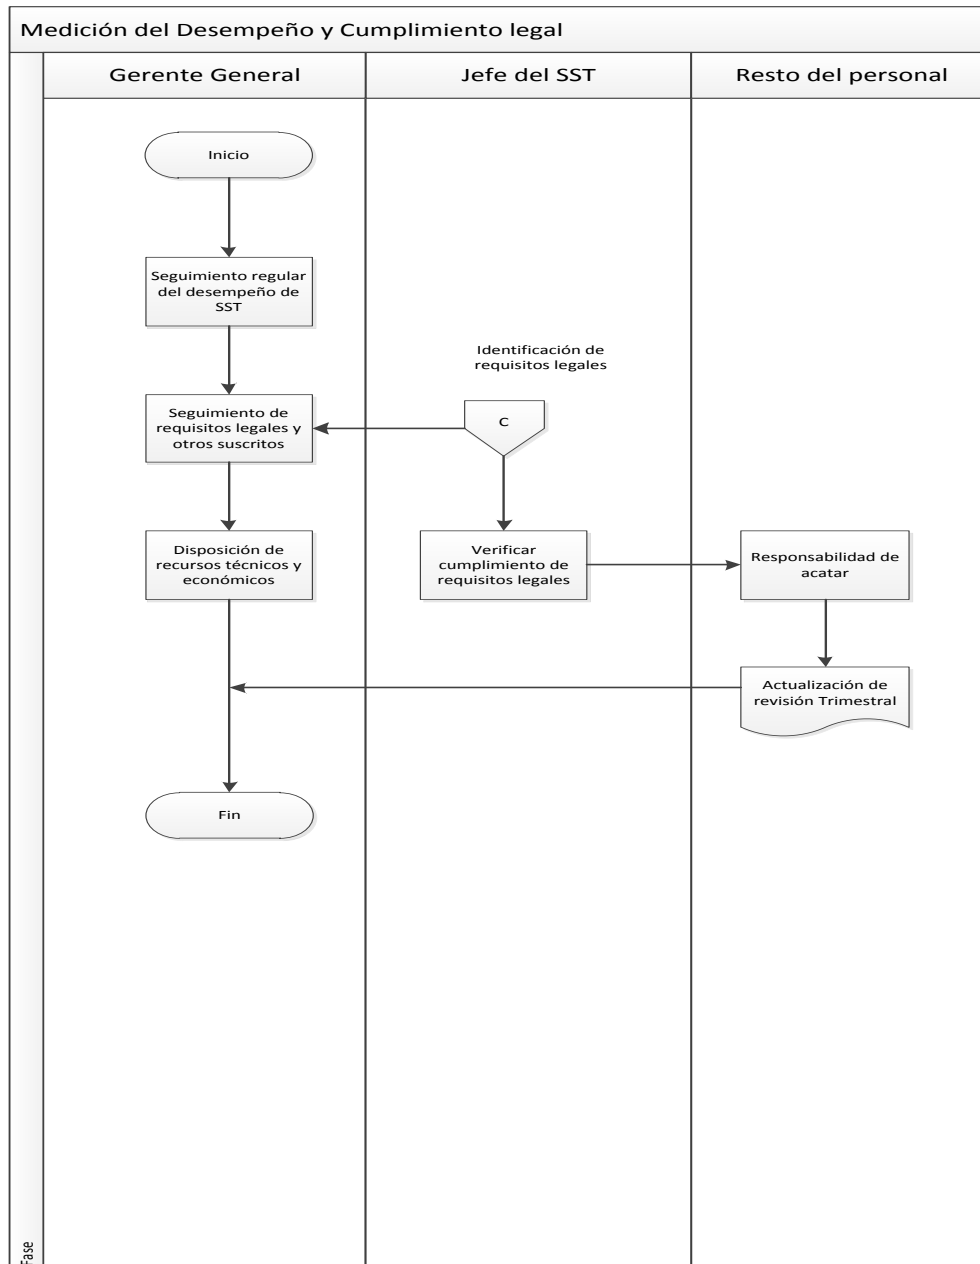 Medición del Desempeño y Cumplimiento legal
Gerente General
Jefe del SST
Resto del personal
Inicio
Seguimiento regular
del desempeño de
SST
Identificación de
requisitos legales
Seguimiento de
requisitos legales y
otros suscritos
C
Disposición de
recursos técnicos y
económicos
Verificar
cumplimiento de
requisitos legales
Responsabilidad de
acatar
Actualización de
revisión Trimestral
Fin
Fase